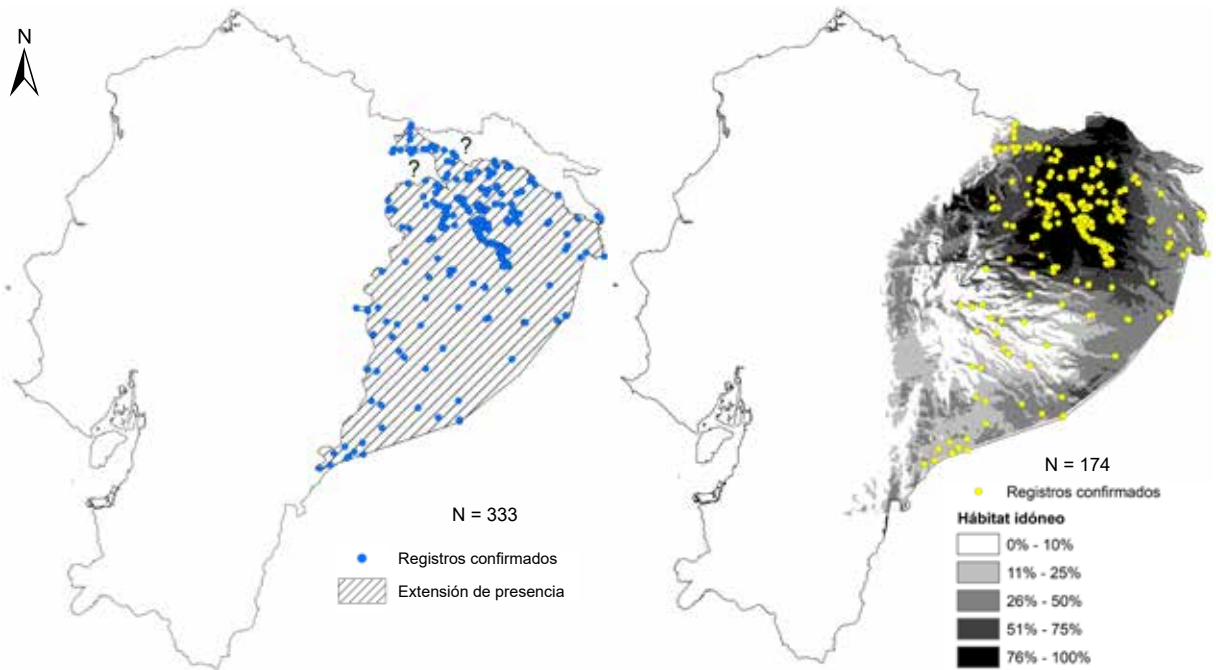 N
?
?
N = 333
Registros confirmados
Extensión de presencia
N = 174
Registros confirmados
Hábitat idóneo
0% - 10%
11% - 25%
26% - 50%
51% - 75%
76% - 100%